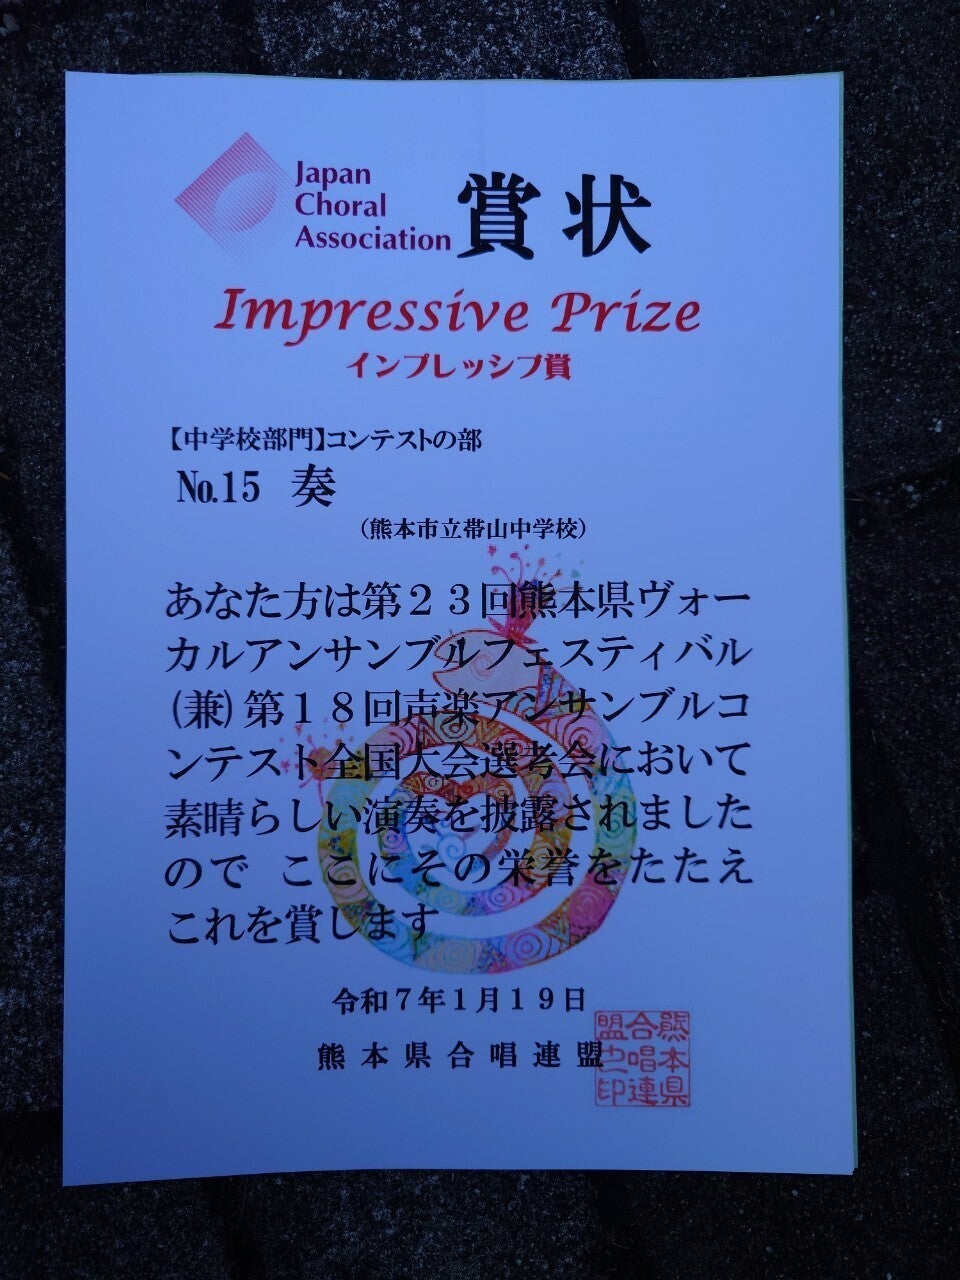 Japan
Choral
Association
賞状
Impressive Prize
インプレッシブ賞
【中学校部門】コンテストの部
No.15 奏
(熊本市立帯山中学校)
あなた方は第２３回熊本県ヴォー
カルアンサンブルフェスティバル
(兼)第１８回声楽アンサンブルコ
ンテスト全国大会選考会において
素晴らしい演奏を披露されました
ので ここにその栄誉をたたえ
これを賞します
令和７年１月１９日
熊本県合唱連盟
熊本県
合唱連
盟之印